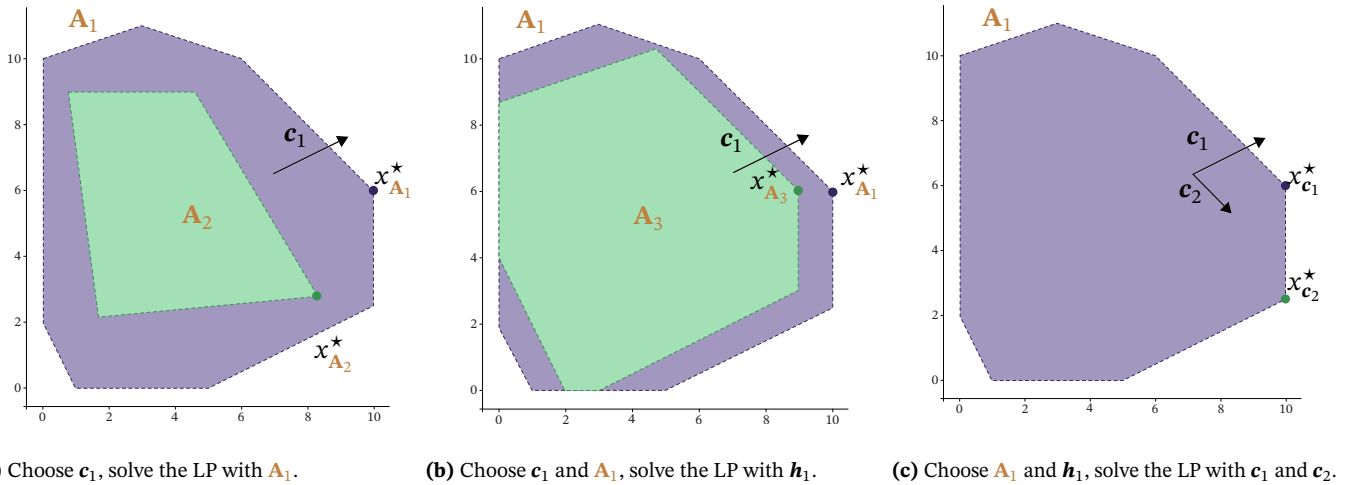 A₁ A₁ A₁
10 10 10
8 8 8
6 6 6
4 4 4
2 2 2
0 0 0
c₁ c₁ c₁
x★A₁ x★A₃ x★A₁ c₂ x★c₁
A₂ A₃
x★A₂ x★c₂
0 2 4 6 8 10 0 2 4 6 8 10 0 2 4 6 8 10
) Choose c₁, solve the LP with A₁. (b) Choose c₁ and A₁, solve the LP with h₁. (c) Choose A₁ and h₁, solve the LP with c₁ and c₂.